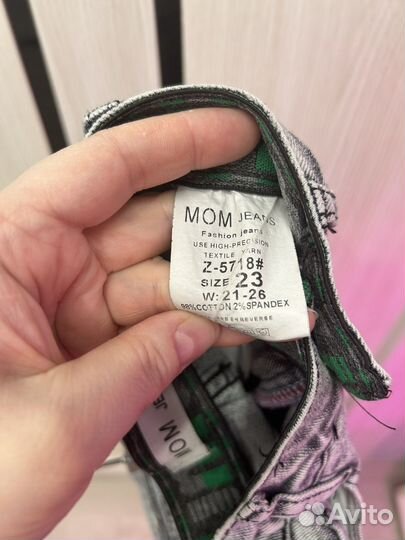 MOM JEANS
Fashion jeans
USE HIGH-PRECISION
TEXTILE YARN
Z-5718#
SIZE 23
W: 21-26
98%COTTON 2%SPANDEX
REVERSE
MOM JE
Avito